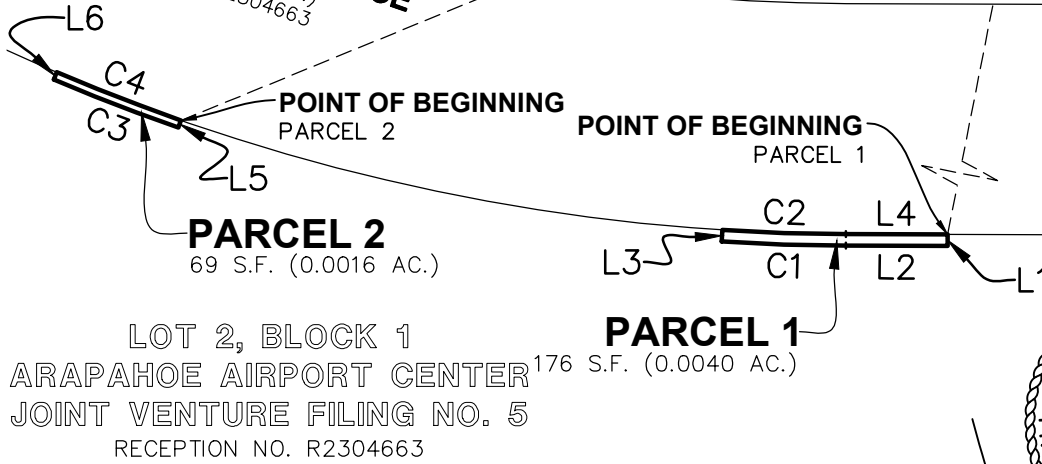 2304663
L6
C4
C3
POINT OF BEGINNING
PARCEL 2
L5
POINT OF BEGINNING
PARCEL 1
PARCEL 2
69 S.F. (0.0016 AC.)
C2
L4
L3
C1
L2
L1
PARCEL 1
176 S.F. (0.0040 AC.)
LOT 2, BLOCK 1
ARAPAHOE AIRPORT CENTER
JOINT VENTURE FILING NO. 5
RECEPTION NO. R2304663